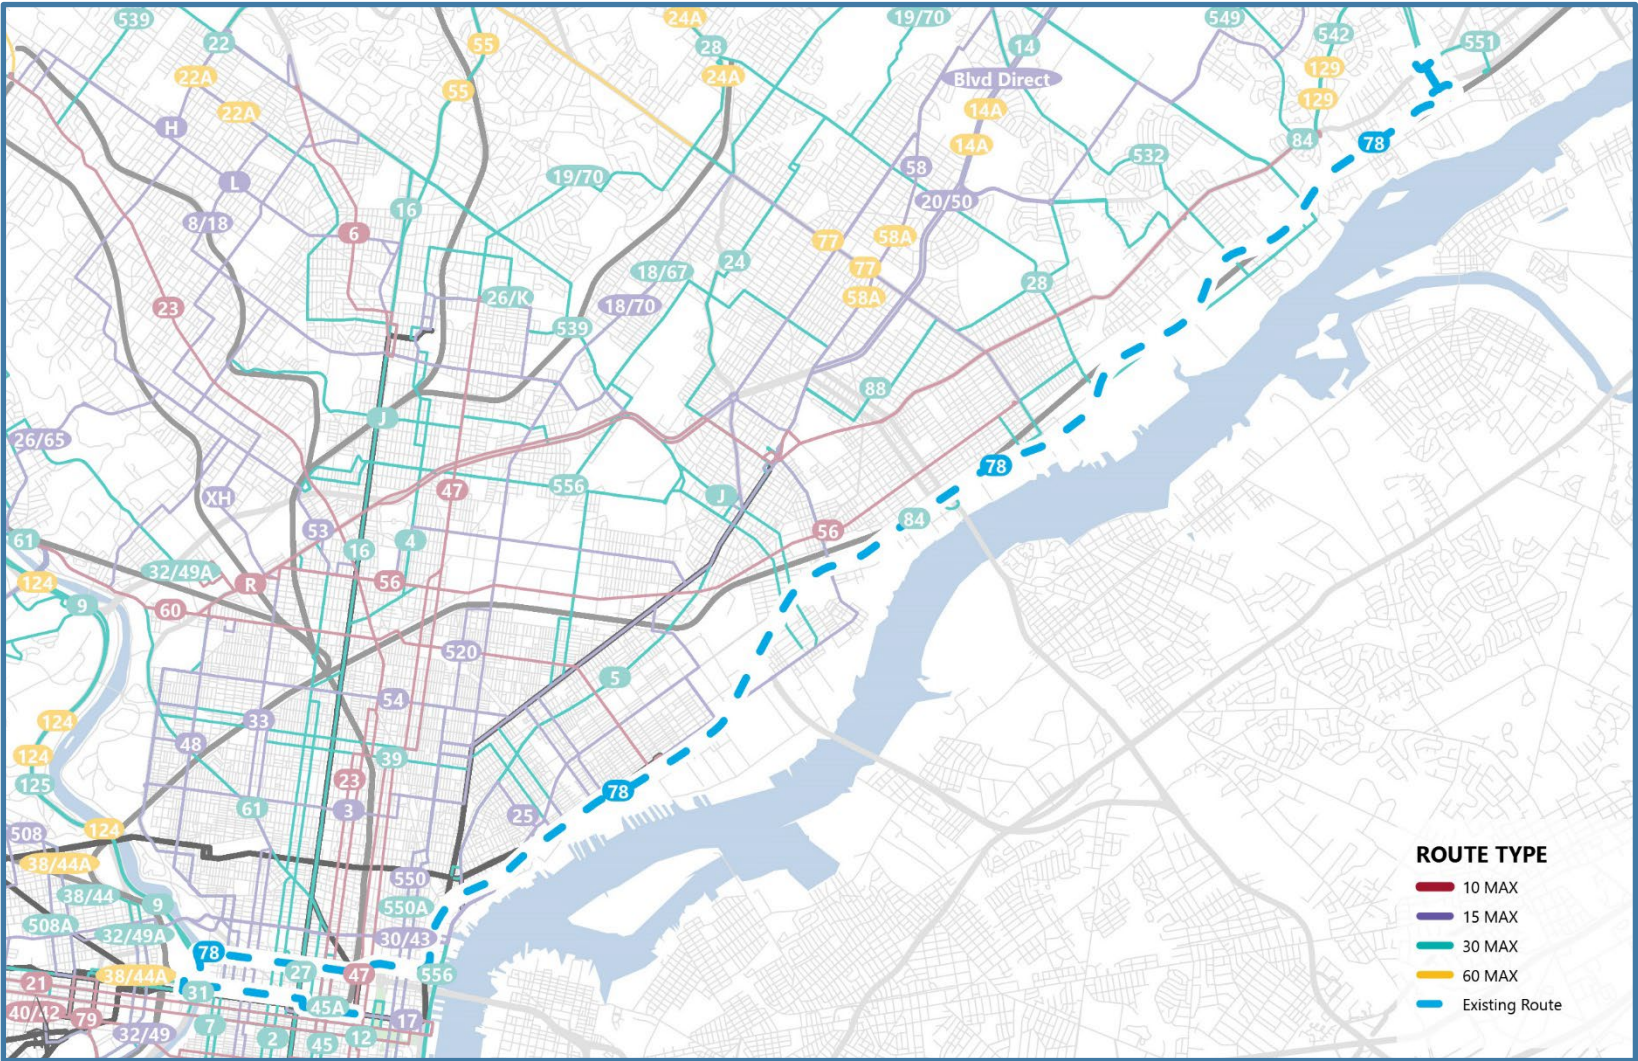 539
24A
19/70
549
22
55
28
14
542
551
22A
24A
Blvd Direct
129
55
129
22A
14A
H
84
78
14A
532
58
19/70
L
20/50
16
8/18
6
77
58A
24
18/67
77
28
23
26/K
18/70
58A
539
88
J
26/65
78
556
47
J
XH
84
53
56
61
16
4
32/49A
56
124
R
9
60
520
5
54
124
33
48
39
124
23
125
78
61
3
25
124
508
38/44A
550
38/44
9
550A
508A
32/49A
30/43
78
38/44A
27
47
556
21
31
45A
40/42
79
17
7
32/49
2
45
12
ROUTE TYPE
10 MAX
15 MAX
30 MAX
60 MAX
Existing Route